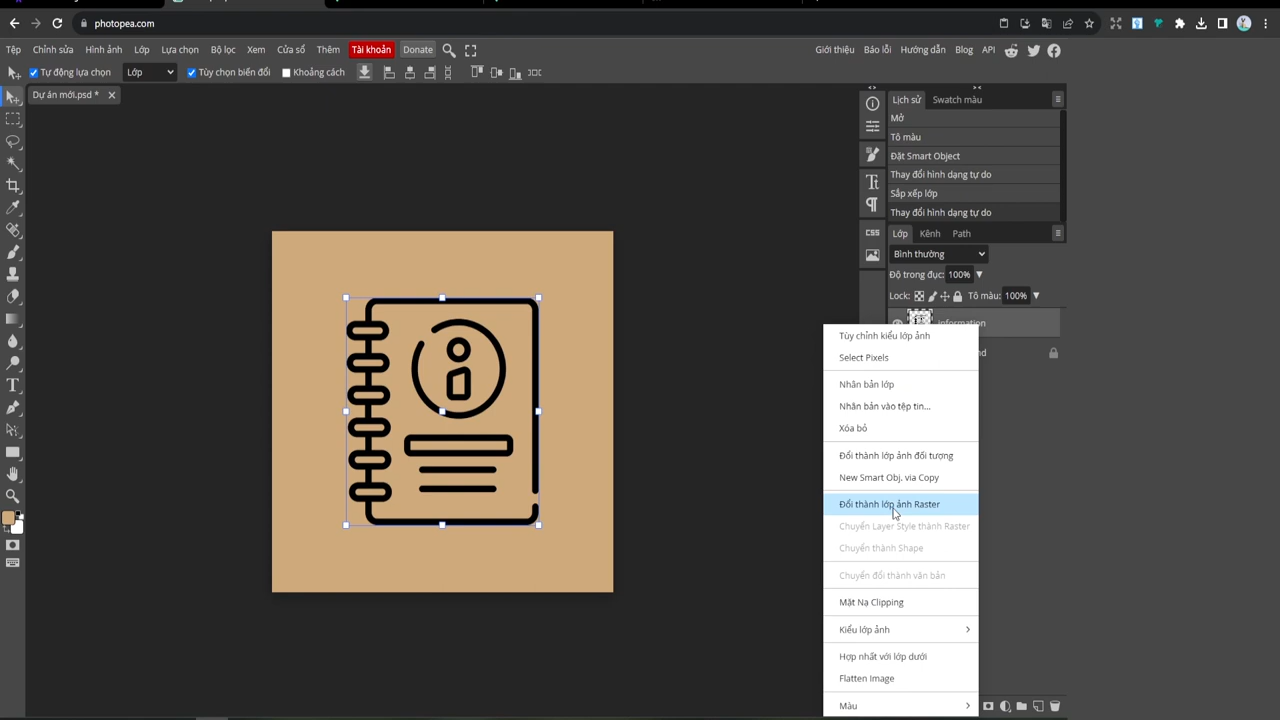 photopea.com
Tệp Chỉnh sửa Hình ảnh Lớp Lựa chọn Bộ lọc Xem Cửa sổ Thêm Tài khoản Donate Giới thiệu Báo lỗi Hướng dẫn Blog API
Tự động lựa chọn Lớp Tùy chọn biến đổi Khoảng cách
Dự án mới.psd *
Lịch sử Swatch màu
Mở
Tô màu
Đặt Smart Object
Thay đổi hình dạng tự do
Sắp xếp lớp
Thay đổi hình dạng tự do
CSS
Lớp Kênh Path
Bình thường
Độ trong đục: 100%
Lock: Tô màu: 100%
information
Tùy chỉnh kiểu lớp ảnh
Select Pixels
Nhân bản lớp
Nhân bản vào tệp tin...
Xóa bỏ
Đổi thành lớp ảnh đối tượng
New Smart Obj. via Copy
Đổi thành lớp ảnh Raster
Chuyển Layer Style thành Raster
Chuyển thành Shape
Chuyển đổi thành văn bản
Mặt Nạ Clipping
Kiểu lớp ảnh
Hợp nhất với lớp dưới
Flatten Image
Màu